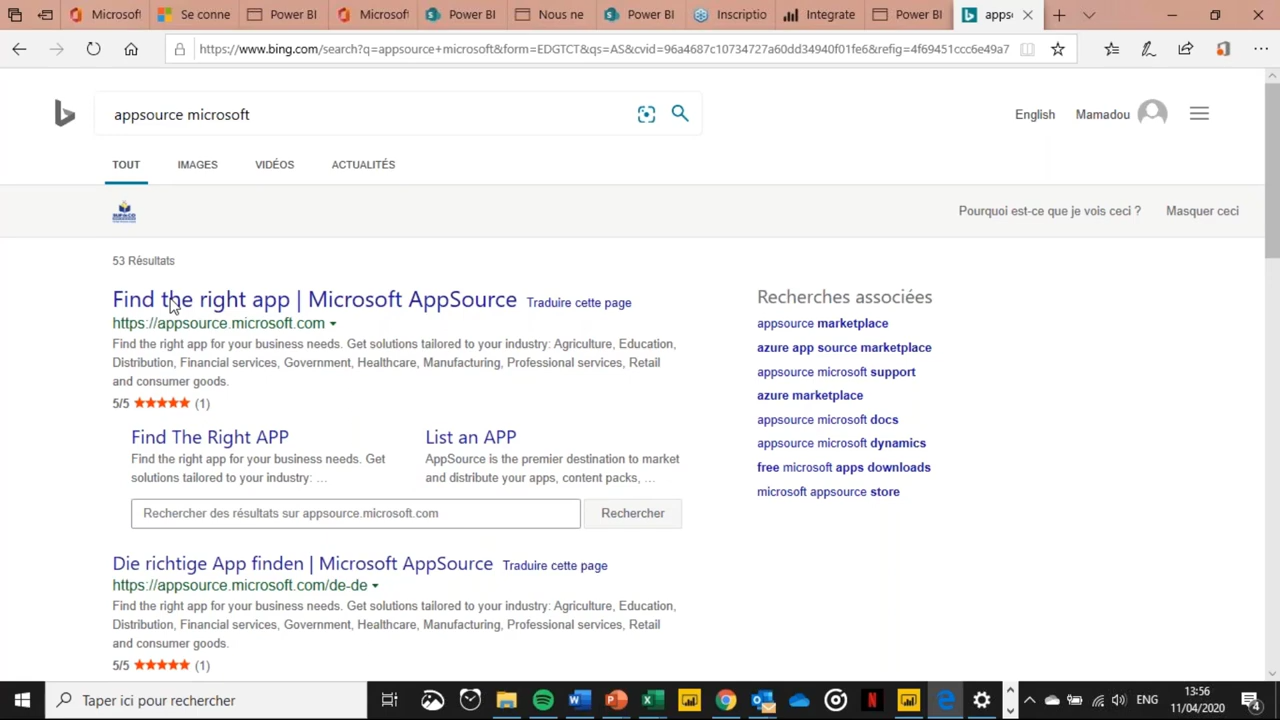 Microsoft
Se conne
Power BI
Microsoft
Power BI
Nous ne
Power BI
Inscriptio
Integrate
Power BI
apps
https://www.bing.com/search?q=appsource+microsoft&form=EDGTCT&qs=AS&cvid=96a4687c10734727a60dd34940f01fe6&refig=4f69451ccc6e49a7
appsource microsoft
English
Mamadou
TOUT
IMAGES
VIDÉOS
ACTUALITÉS
Pourquoi est-ce que je vois ceci ?
Masquer ceci
53 Résultats
Find the right app | Microsoft AppSource Traduire cette page
https://appsource.microsoft.com
Find the right app for your business needs. Get solutions tailored to your industry: Agriculture, Education,
Distribution, Financial services, Government, Healthcare, Manufacturing, Professional services, Retail
and consumer goods.
5/5 ★★★★★ (1)
Find The Right APP
Find the right app for your business needs. Get
solutions tailored to your industry: ...
List an APP
AppSource is the premier destination to market
and distribute your apps, content packs, ...
Rechercher des résultats sur appsource.microsoft.com
Rechercher
Die richtige App finden | Microsoft AppSource Traduire cette page
https://appsource.microsoft.com/de-de
Find the right app for your business needs. Get solutions tailored to your industry: Agriculture, Education,
Distribution, Financial services, Government, Healthcare, Manufacturing, Professional services, Retail
and consumer goods.
5/5 ★★★★★ (1)
Recherches associées
appsource marketplace
azure app source marketplace
appsource microsoft support
azure marketplace
appsource microsoft docs
appsource microsoft dynamics
free microsoft apps downloads
microsoft appsource store
Taper ici pour rechercher
ENG
13:56
11/04/2020
4